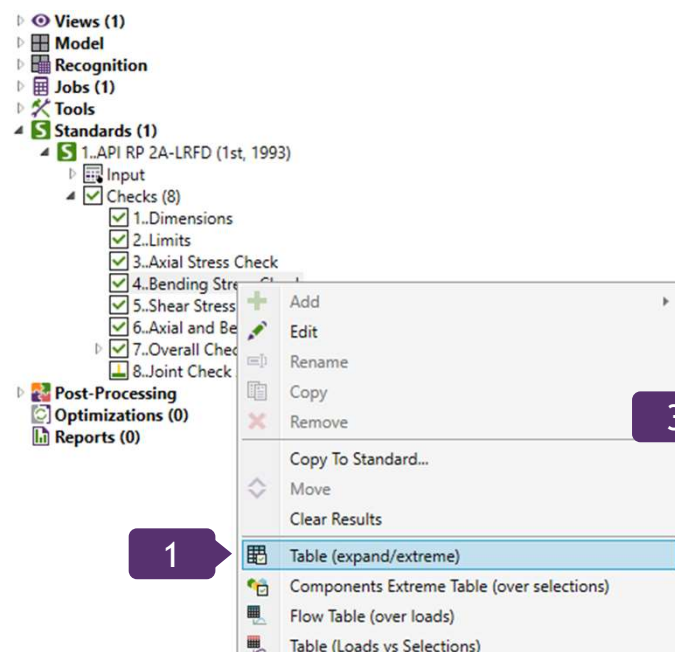 Views (1)
Model
Recognition
Jobs (1)
Tools
Standards (1)
1..API RP 2A-LRFD (1st, 1993)
Input
Checks (8)
1..Dimensions
2..Limits
3..Axial Stress Check
4..Bending Stress Check
5..Shear Stress
6..Axial and Be
7..Overall Chec
8..Joint Check
Post-Processing
Optimizations (0)
Reports (0)
Add
Edit
Rename
Copy
Remove
3
Copy To Standard...
Move
Clear Results
1
Table (expand/extreme)
Components Extreme Table (over selections)
Flow Table (over loads)
Table (Loads vs Selections)